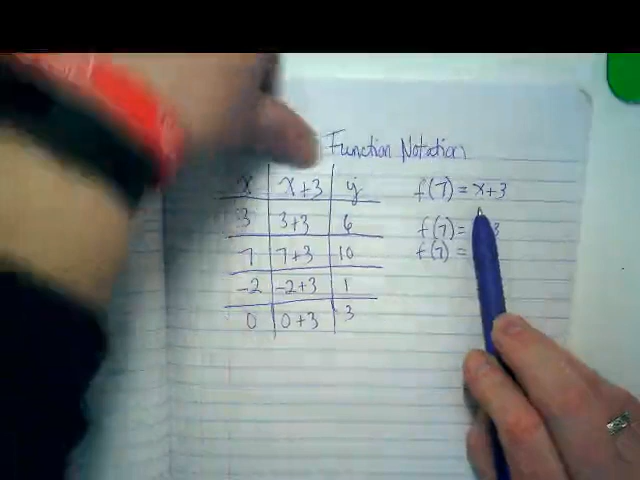 Function Notation
x | x+3 | y
3 | 3+3 | 6
7 | 7+3 | 10
-2 | -2+3 | 1
0 | 0+3 | 3
f(7) = x+3
f(7) = 3
f(7) =